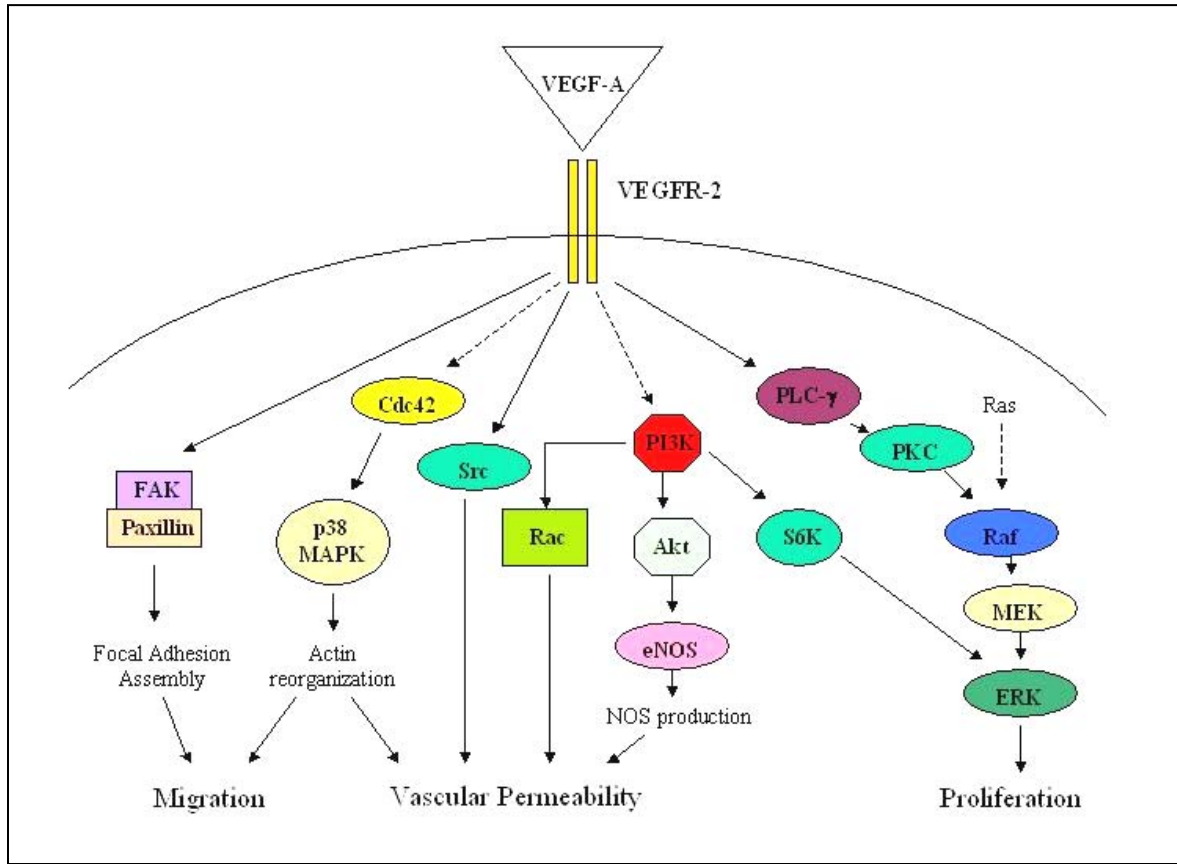 VEGF-A
VEGFR-2
Cdc42
PLC-γ
Ras
PI3K
PKC
Src
FAK
Paxillin
p38
MAPK
Rac
Akt
S6K
Raf
MEK
eNOS
Focal Adhesion
Assembly
Actin
reorganization
ERK
NOS production
Migration
Vascular Permeability
Proliferation